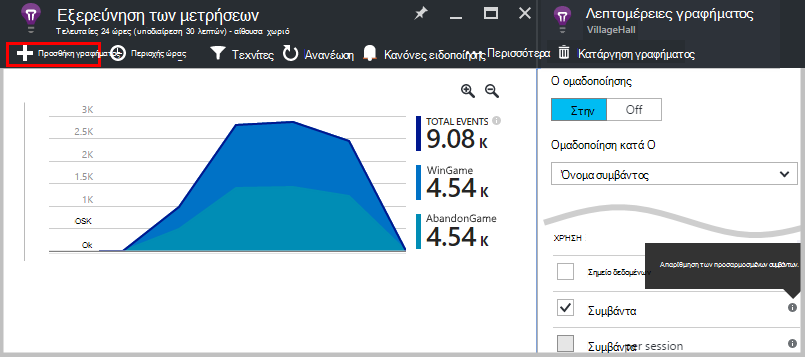 Εξερεύνηση των μετρήσεων
Τελευταίες 24 ώρες (υποδιαίρεση 30 λεπτών) - αίθουσα χωριό
Προσθήκη γραφήματος
Περιοχής ώρας
Τεχνίτες
Ανανέωση
Κανόνες ειδοποίησης
Περισσότερα
3K
2.5K
2K
1K
OSK
Ok
TOTAL EVENTS
9.08 K
WinGame
4.54 K
AbandonGame
4.54 K
Λεπτομέρειες γραφήματος
VillageHall
Κατάργηση γραφήματος
Ο ομαδοποίησης
Στην
Off
Ομαδοποίηση κατά Ο
Όνομα συμβάντος
ΧΡΉΣΗ
Απαρίθμηση των προσαρμοσμένων συμβάντων.
Σημείο δεδομένων
Συμβάντα
Συμβάντα per session